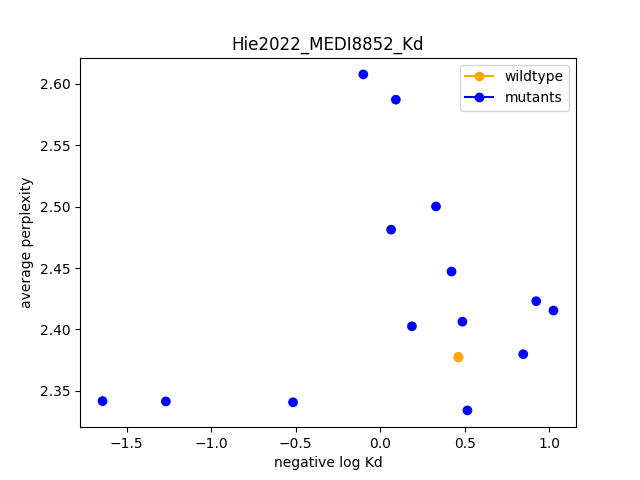 Hie2022_MEDI8852_Kd
wildtype
mutants
average perplexity
2.60
2.55
2.50
2.45
2.40
2.35
−1.5
−1.0
−0.5
0.0
0.5
1.0
negative log Kd